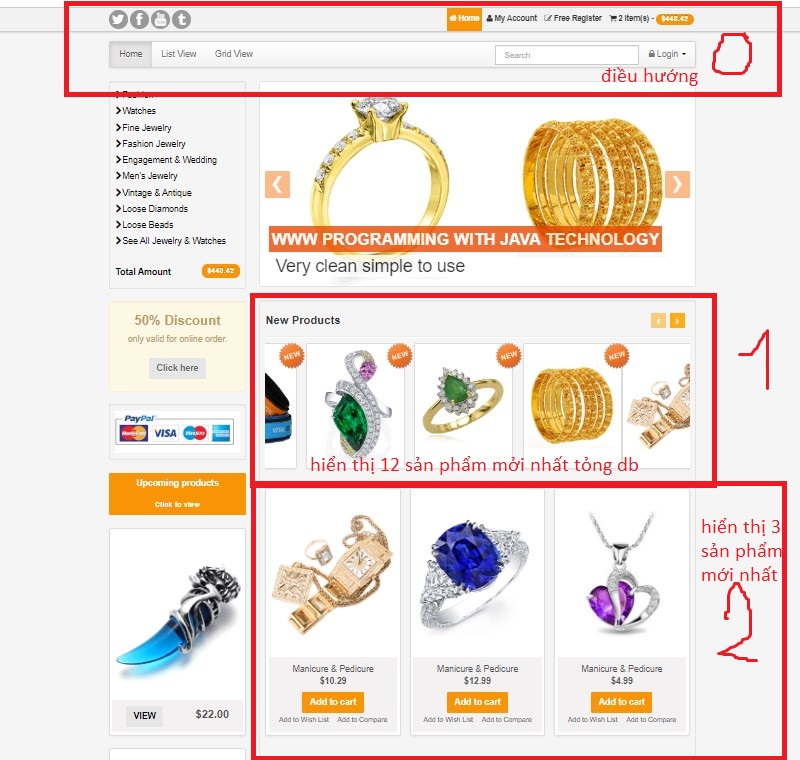 Home My Account Free Register 2 Item(s) - $448.42
Home List View Grid View Search Login
0
điều hướng
Fashion
Watches
Fine Jewelry
Fashion Jewelry
Engagement & Wedding
Men's Jewelry
Vintage & Antique
Loose Diamonds
Loose Beads
See All Jewelry & Watches
Total Amount $448.42
WWW PROGRAMMING WITH JAVA TECHNOLOGY
Very clean simple to use
50% Discount
only valid for online order.
Click here
New Products
NEW NEW NEW NEW
1
hiển thị 12 sản phẩm mởi nhất tỏng db
PayPal
MasterCard VISA
Upcoming products
Click to view
hiển thị 3
sản phẩm
mởi nhất
2
Manicure & Pedicure Manicure & Pedicure Manicure & Pedicure
$10.29 $12.99 $4.99
Add to cart Add to cart Add to cart
Add to Wish List Add to Compare Add to Wish List Add to Compare Add to Wish List Add to Compare
VIEW $22.00